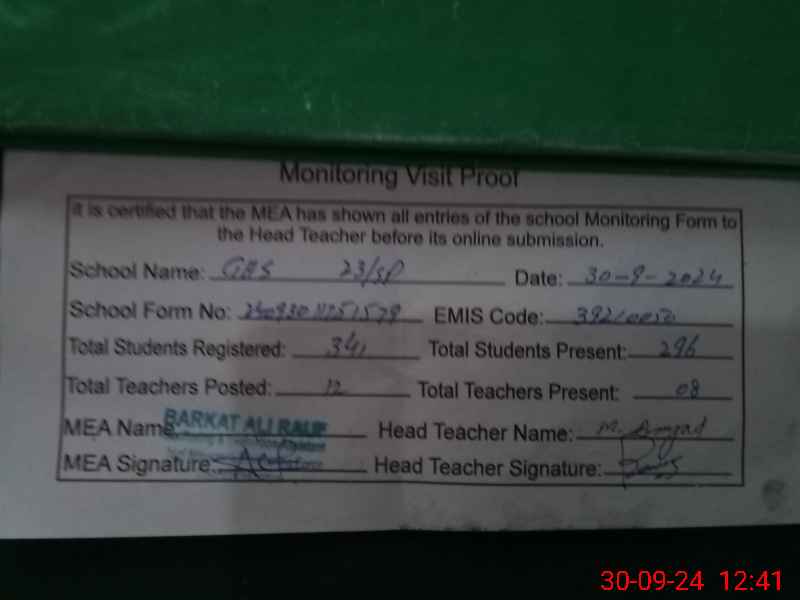 Monitoring Visit Proof
It is certified that the MEA has shown all entries of the school Monitoring Form to
the Head Teacher before its online submission.
School Name: GES 23/SP Date: 30-9-2024
School Form No: EMIS Code: 39210050
Total Students Registered: 341 Total Students Present: 296
Total Teachers Posted: 12 Total Teachers Present: 08
MEA Name BARKAT ALI RAUF Head Teacher Name: M. Amjad
MEA Signature: Head Teacher Signature:
30-09-24 12:41